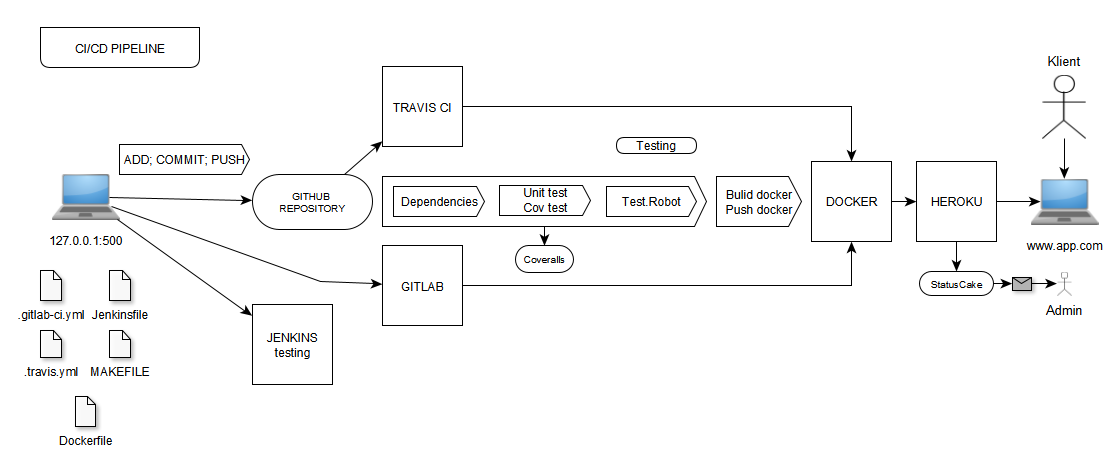 CI/CD PIPELINE
Klient
TRAVIS CI
ADD; COMMIT; PUSH
Testing
GITHUB
REPOSITORY
Dependencies
Unit test
Cov test
Test.Robot
Bulid docker
Push docker
DOCKER
HEROKU
127.0.0.1:500
www.app.com
Coveralls
GITLAB
StatusCake
Admin
.gitlab-ci.yml
Jenkinsfile
JENKINS
testing
.travis.yml
MAKEFILE
Dockerfile